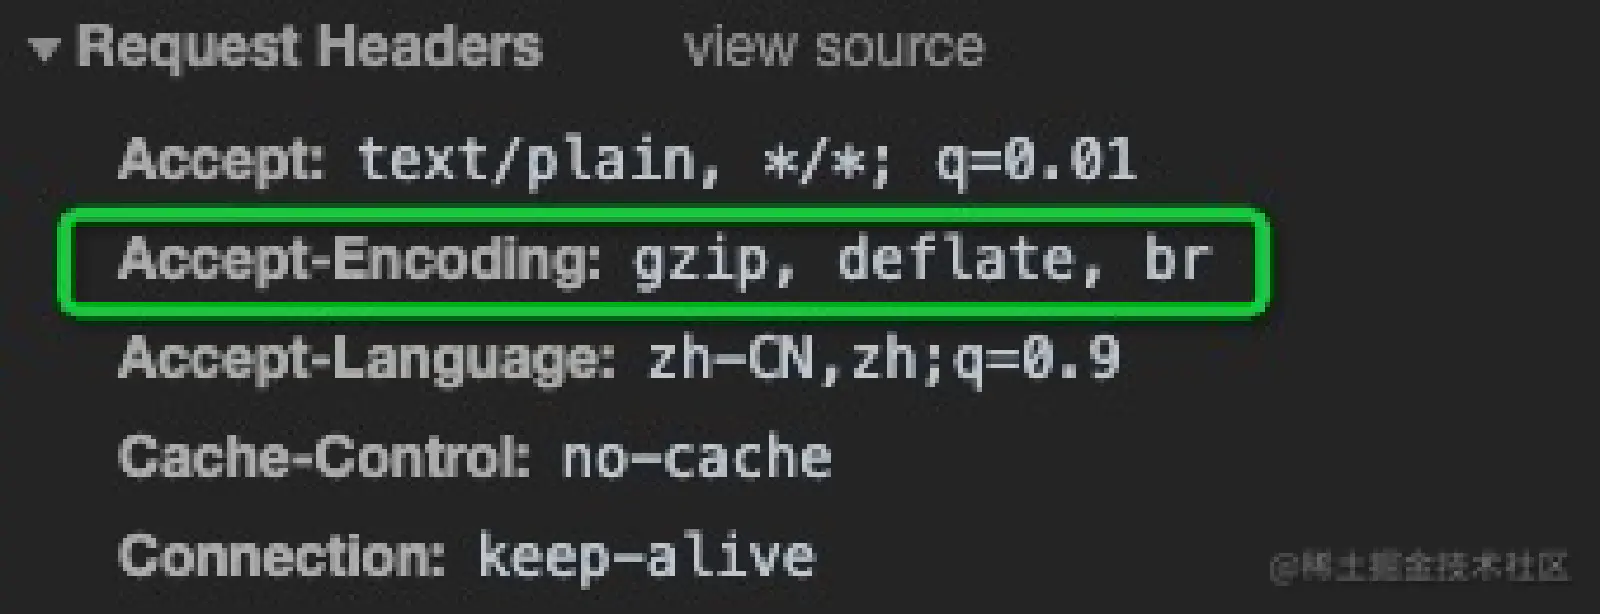 Request Headers view source
Accept: text/plain, */*; q=0.01
Accept-Encoding: gzip, deflate, br
Accept-Language: zh-CN,zh;q=0.9
Cache-Control: no-cache
Connection: keep-alive
@稀土掘金技术社区